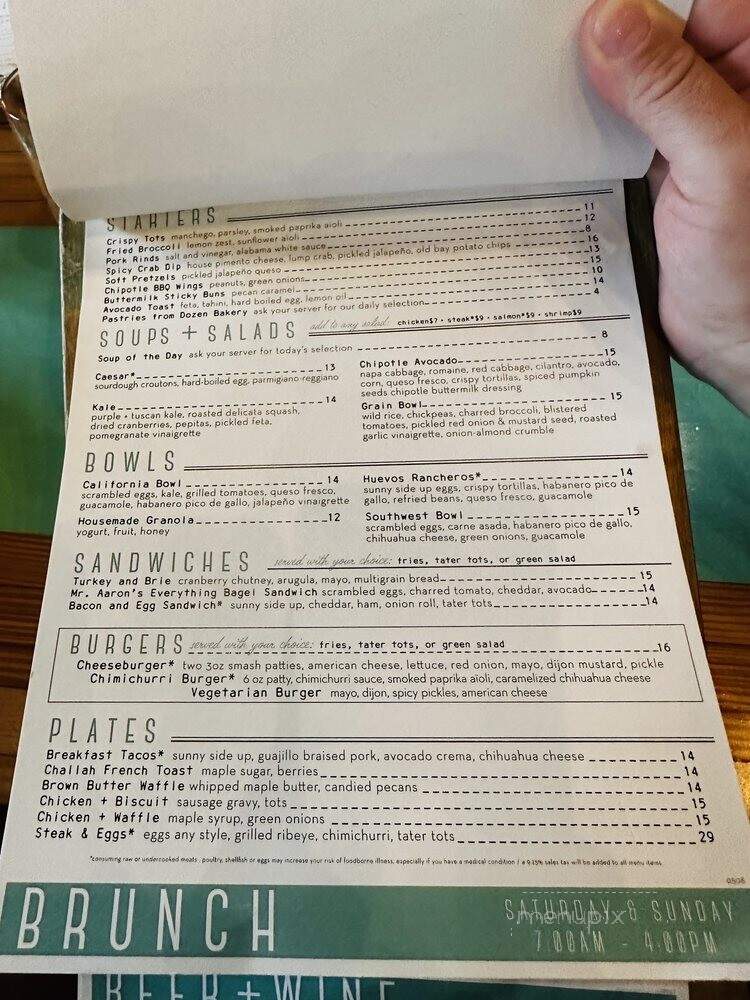 STARTERS
Crispy Tots manchego, parsley, smoked paprika aioli 11
Fried Broccoli lemon zest, sunflower aioli 12
Pork Rinds salt and vinegar, alabama white sauce 8
Spicy Crab Dip house pimento cheese, lump crab, pickled jalapeño, old bay potato chips 16
Soft Pretzels pickled jalapeño queso 13
Chipotle BBQ Wings peanuts, green onions 15
Buttermilk Sticky Buns pecan caramel 10
Avocado Toast feta, tahini, hard boiled egg, lemon oil 14
Pastries from Dozen Bakery ask your server for our daily selection 4
SOUPS + SALADS add to any salad: chicken$7 • steak*$9 • salmon*$9 • shrimp$9
Soup of the Day ask your server for today's selection 8
Caesar* 13
sourdough croutons, hard-boiled egg, parmigiano-reggiano
Kale 14
purple + tuscan kale, roasted delicata squash,
dried cranberries, pepitas, pickled feta,
pomegranate vinaigrette
Chipotle Avocado 15
napa cabbage, romaine, red cabbage, cilantro, avocado,
corn, queso fresco, crispy tortillas, spiced pumpkin
seeds chipotle buttermilk dressing
Grain Bowl 15
wild rice, chickpeas, charred broccoli, blistered
tomatoes, pickled red onion & mustard seed, roasted
garlic vinaigrette, onion-almond crumble
BOWLS
California Bowl 14
scrambled eggs, kale, grilled tomatoes, queso fresco,
guacamole, habanero pico de gallo, jalapeño vinaigrette
Housemade Granola 12
yogurt, fruit, honey
Huevos Rancheros* 14
sunny side up eggs, crispy tortillas, habanero pico de
gallo, refried beans, queso fresco, guacamole
Southwest Bowl 15
scrambled eggs, carne asada, habanero pico de gallo,
chihuahua cheese, green onions, guacamole
SANDWICHES served with your choice: fries, tater tots, or green salad
Turkey and Brie cranberry chutney, arugula, mayo, multigrain bread 15
Mr. Aaron's Everything Bagel Sandwich scrambled eggs, charred tomato, cheddar, avocado 14
Bacon and Egg Sandwich* sunny side up, cheddar, ham, onion roll, tater tots 14
BURGERS served with your choice: fries, tater tots, or green salad 16
Cheeseburger* two 3oz smash patties, american cheese, lettuce, red onion, mayo, dijon mustard, pickle
Chimichurri Burger* 6 oz patty, chimichurri sauce, smoked paprika aïoli, caramelized chihuahua cheese
Vegetarian Burger mayo, dijon, spicy pickles, american cheese
PLATES
Breakfast Tacos* sunny side up, guajillo braised pork, avocado crema, chihuahua cheese 14
Challah French Toast maple sugar, berries 14
Brown Butter Waffle whipped maple butter, candied pecans 14
Chicken + Biscuit sausage gravy, tots 15
Chicken + Waffle maple syrup, green onions 15
Steak & Eggs* eggs any style, grilled ribeye, chimichurri, tater tots 29
*consuming raw or undercooked meats, poultry, shellfish or eggs may increase your risk of foodborne illness, especially if you have a medical condition / a 9.25% sales tax will be added to all menu items
BRUNCH
SATURDAY & SUNDAY
7:00AM - 4:00PM
menupix
BEER + WINE